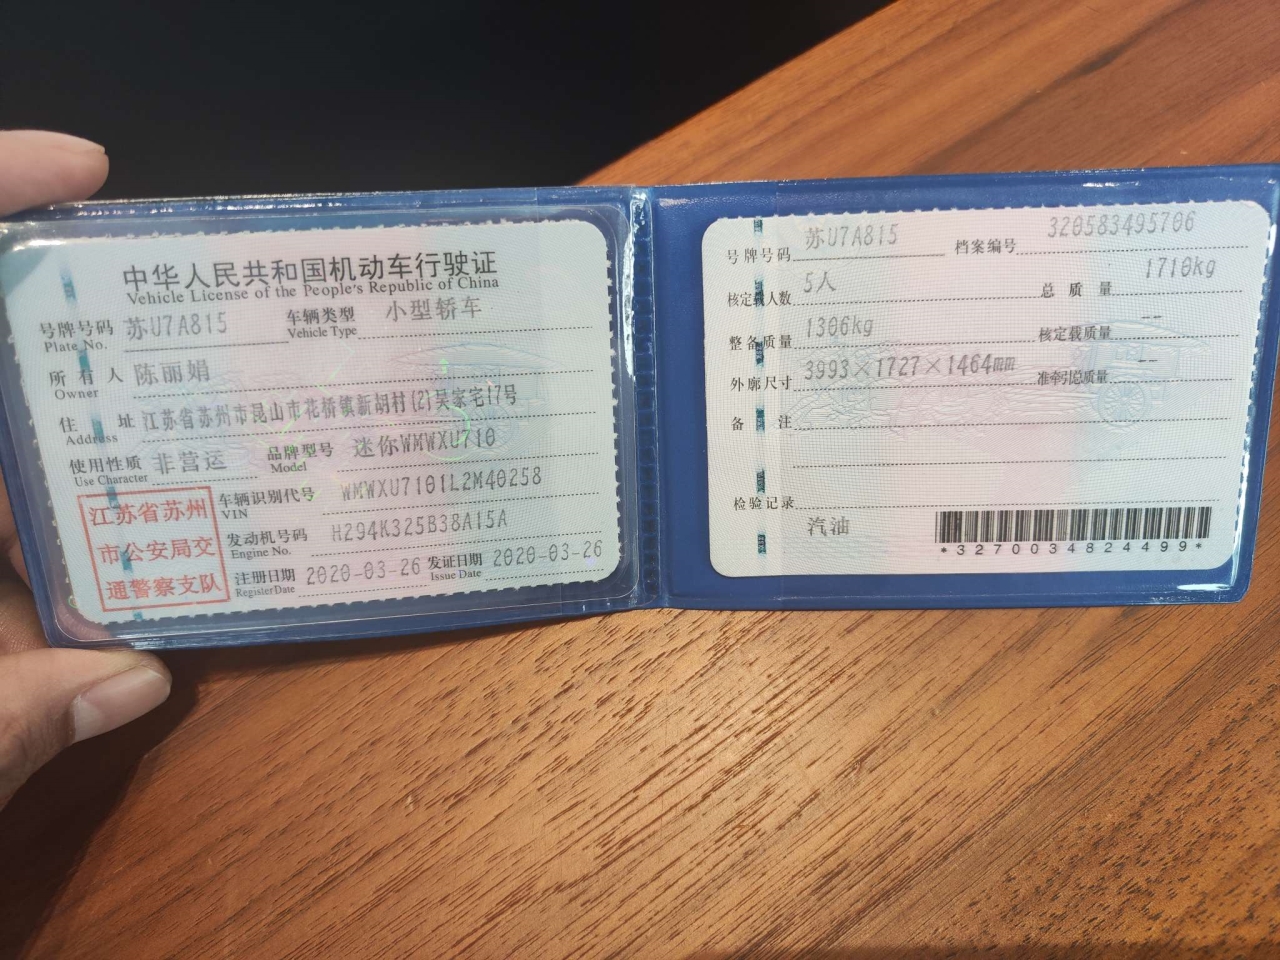 中华人民共和国机动车行驶证
Vehicle License of the People's Republic of China
号牌号码 苏U7A815 车辆类型 小型轿车
Plate No. Vehicle Type
所有人 陈丽娟
Owner
住址 江苏省苏州市昆山市花桥镇新胡村(2)吴家宅17号
Address
使用性质 非营运 品牌型号 迷你WMWXU710
Use Character Model
江苏省苏州
市公安局交
通警察支队
车辆识别代号 WMWXU7101L2M40258
VIN
发动机号码 H294K325B38A15A
Engine No.
注册日期 2020-03-26 发证日期 2020-03-26
Register Date Issue Date
号牌号码 苏U7A815 档案编号 320583495706
核定载人数 5人 总质量 1710kg
整备质量 1306kg 核定载质量 --
外廓尺寸 3993×1727×1464mm 准牵引总质量 --
备注
检验记录
汽油
*3270034824499*